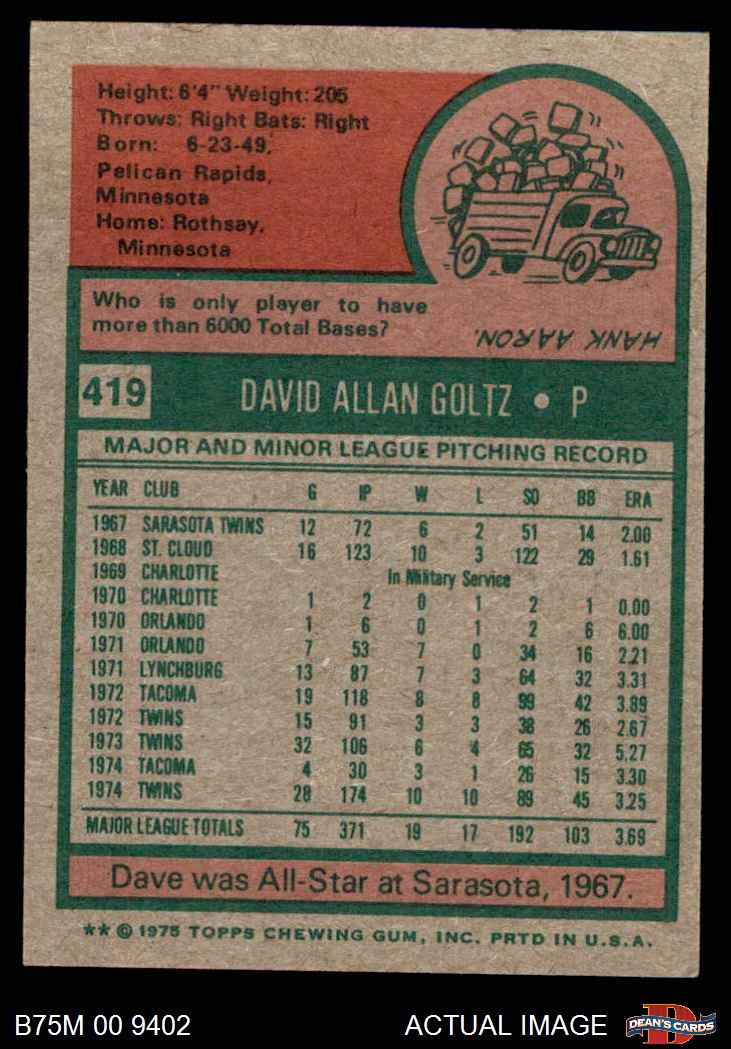 Height: 6'4" Weight: 205
Throws: Right Bats: Right
Born: 6-23-49,
Pelican Rapids,
Minnesota
Home: Rothsay,
Minnesota
Who is only player to have
more than 6000 Total Bases?
HANK AARON.
419 DAVID ALLAN GOLTZ • P
MAJOR AND MINOR LEAGUE PITCHING RECORD
YEAR CLUB G IP W L SO BB ERA
1967 SARASOTA TWINS 12 72 6 2 51 14 2.00
1968 ST. CLOUD 16 123 10 3 122 29 1.61
1969 CHARLOTTE In Military Service
1970 CHARLOTTE 1 2 0 1 2 1 0.00
1970 ORLANDO 1 6 0 1 2 6 6.00
1971 ORLANDO 7 53 7 0 34 16 2.21
1971 LYNCHBURG 13 87 7 3 64 32 3.31
1972 TACOMA 19 118 8 8 99 42 3.89
1972 TWINS 15 91 3 3 38 26 2.67
1973 TWINS 32 106 6 4 65 32 5.27
1974 TACOMA 4 30 3 1 26 15 3.30
1974 TWINS 28 174 10 10 89 45 3.25
MAJOR LEAGUE TOTALS 75 371 19 17 192 103 3.69
Dave was All-Star at Sarasota, 1967.
** © 1975 TOPPS CHEWING GUM, INC. PRTD IN U.S.A.
B75M 00 9402 ACTUAL IMAGE DEAN'S CARDS